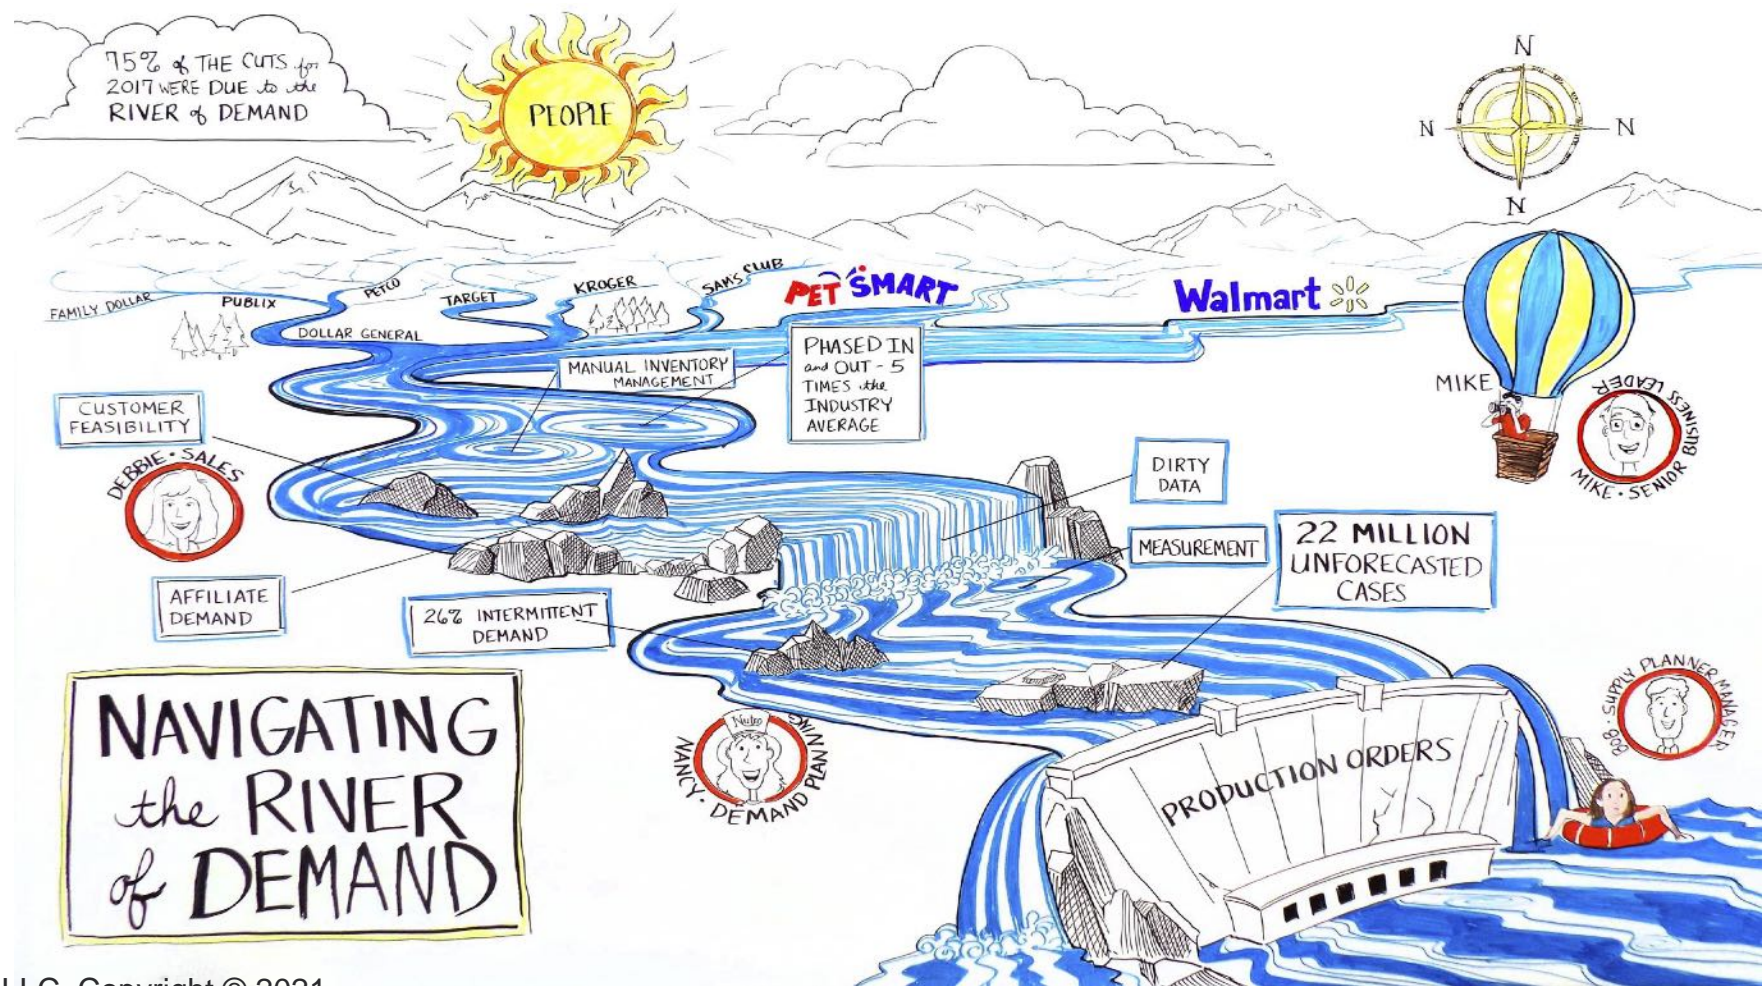 75% of THE CUTS for
2017 WERE DUE to the
RIVER of DEMAND
PEOPLE
N
N
N
N
FAMILY DOLLAR
PUBLIX
PETCO
TARGET
KROGER
SAM'S CLUB
PETSMART
Walmart
DOLLAR GENERAL
MANUAL INVENTORY
MANAGEMENT
PHASED IN
and OUT - 5
TIMES the
INDUSTRY
AVERAGE
MIKE
MIKE · SENIOR BUSINESS LEADER
CUSTOMER
FEASIBILITY
DEBBIE · SALES
DIRTY
DATA
MEASUREMENT
22 MILLION
UNFORECASTED
CASES
AFFILIATE
DEMAND
26% INTERMITTENT
DEMAND
NAVIGATING
the RIVER
of DEMAND
NANCY · DEMAND PLANNING
BOB · SUPPLY PLANNER MANAGER
PRODUCTION ORDERS
LLC. Copyright © 2021